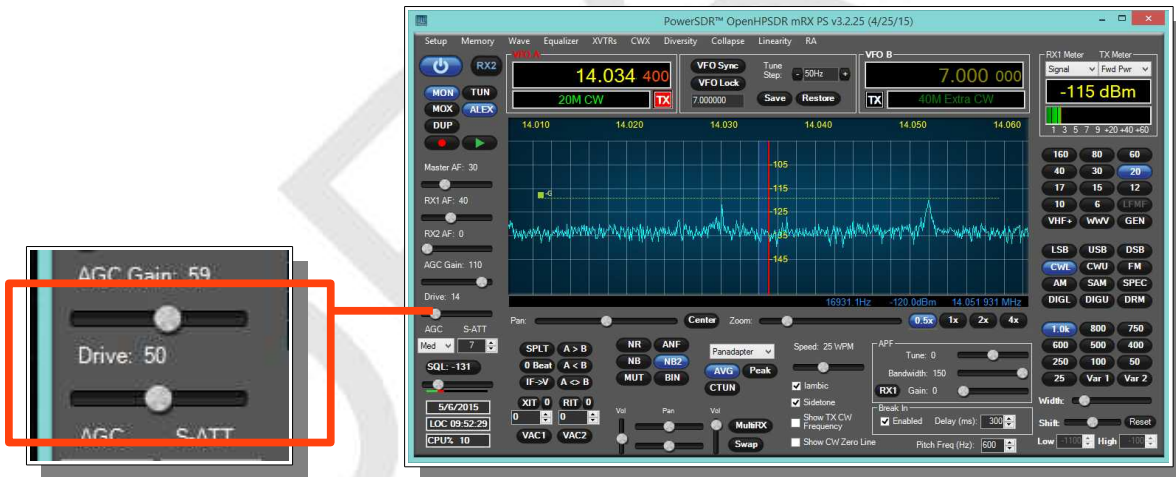 PowerSDR™ OpenHPSDR mRX PS v3.2.25 (4/25/15)
Setup Memory Wave Equalizer XVTRs CWX Diversity Collapse Linearity RA
RX2
MON TUN
MOX ALEX
DUP
Master AF: 30
RX1 AF: 40
RX2 AF: 0
AGC Gain: 110
Drive: 14
AGC S-ATT
Med 7
SQL: -131
5/6/2015
LOC 09:52:29
CPU% 10
VFO A
14.034 400
20M CW TX
VFO Sync
VFO Lock
Tune Step: - 50Hz +
7.000000 Save Restore
VFO B
7.000 000
TX 40M Extra CW
RX1 Meter TX Meter
Signal Fwd Pwr
-115 dBm
1 3 5 7 9 +20 +40 +60
14.010 14.020 14.030 14.040 14.050 14.060
-G
-105
-115
-125
-135
-145
16931.1Hz -120.0dBm 14.051 931 MHz
Pan: Center Zoom: 0.5x 1x 2x 4x
SPLT A > B
0 Beat A < B
IF->V A <> B
XIT 0 RIT 0
0 0
VAC1 VAC2
NR ANF
NB NB2
MUT BIN
Panadapter
AVG Peak
CTUN
Vol Pan Vol
MultiRX
Swap
Speed: 25 WPM
Iambic
Sidetone
Show TX CW
Frequency
Show CW Zero Line
APF
Tune: 0
Bandwidth: 150
RX1 Gain: 0
Break In
Enabled Delay (ms): 300
Pitch Freq (Hz): 600
160 80 60
40 30 20
17 15 12
10 6 LFMF
VHF+ WWV GEN
LSB USB DSB
CWL CWU FM
AM SAM SPEC
DIGL DIGU DRM
1.0k 800 750
600 500 400
250 100 50
25 Var 1 Var 2
Width:
Shift: Reset
Low -1100 High -100
AGC Gain: 59
Drive: 50
AGC S-ATT